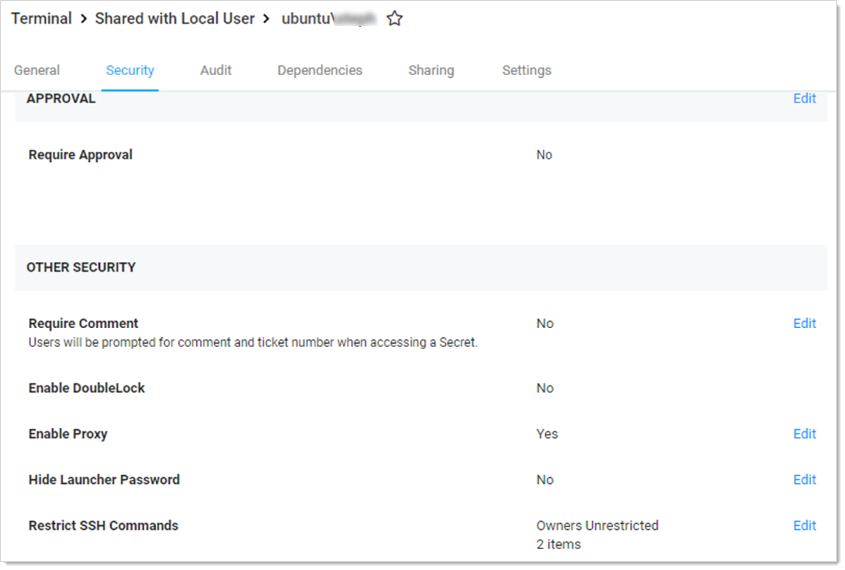 Terminal > Shared with Local User > ubuntu\
General Security Audit Dependencies Sharing Settings
APPROVAL Edit
Require Approval No
OTHER SECURITY
Require Comment No Edit
Users will be prompted for comment and ticket number when accessing a Secret.
Enable DoubleLock No
Enable Proxy Yes Edit
Hide Launcher Password No Edit
Restrict SSH Commands Owners Unrestricted Edit
2 items